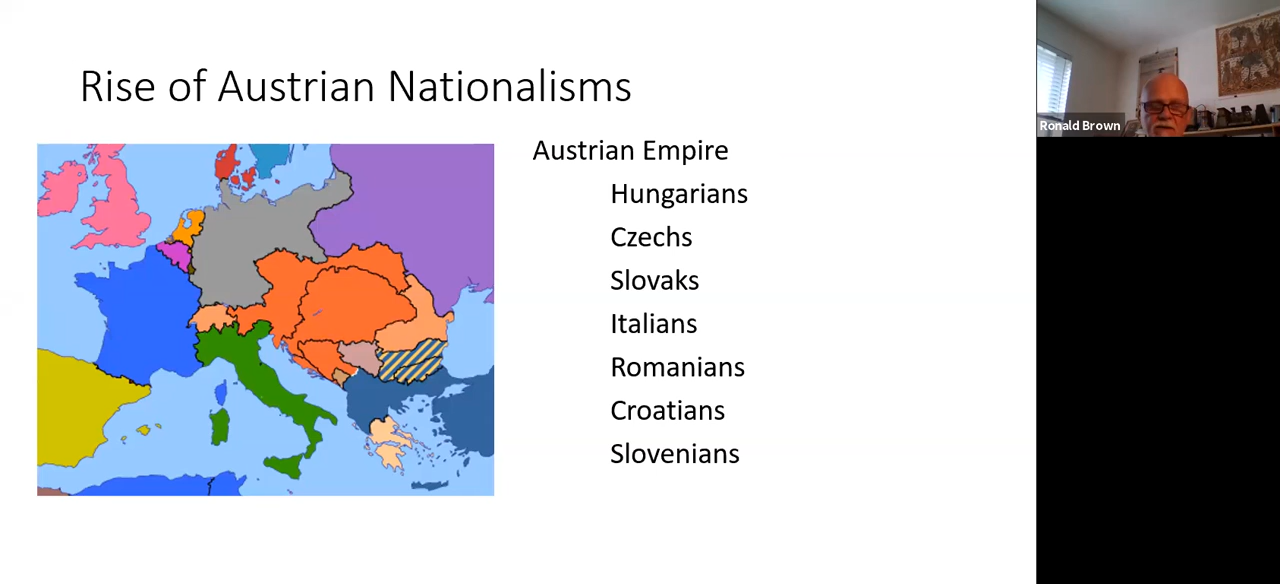 Rise of Austrian Nationalisms
Austrian Empire
Hungarians
Czechs
Slovaks
Italians
Romanians
Croatians
Slovenians
Ronald Brown